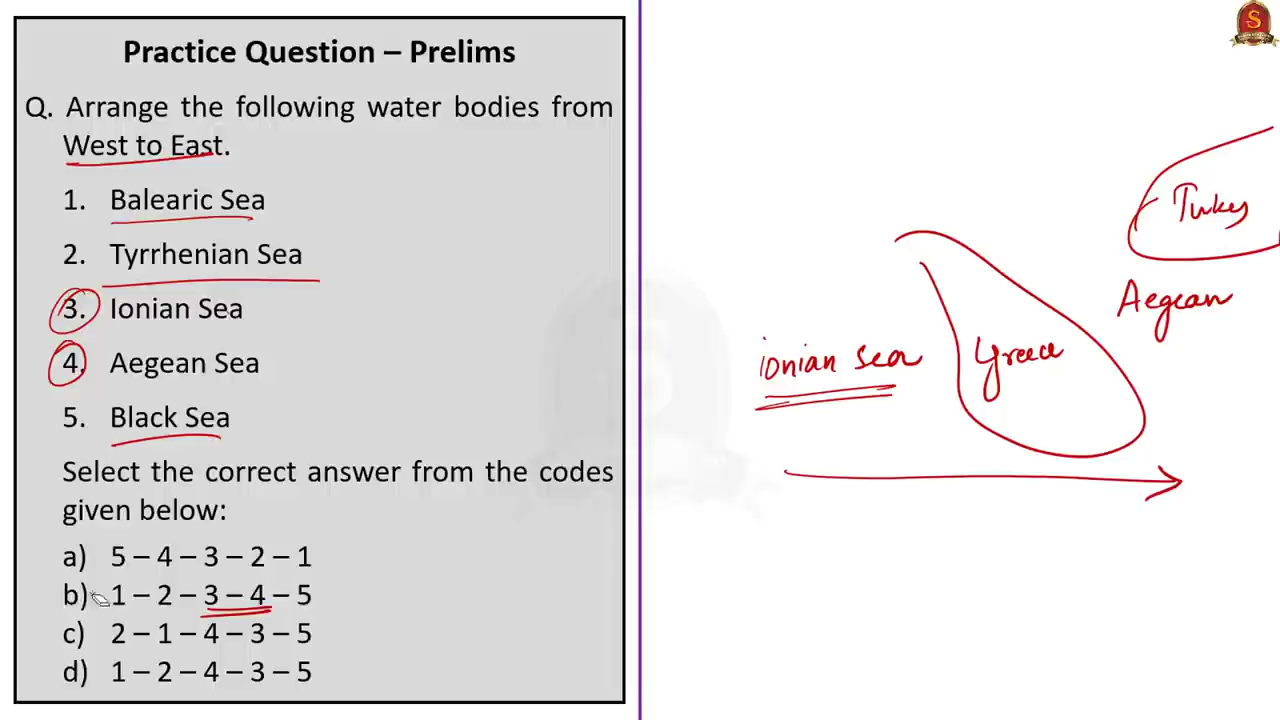 Practice Question – Prelims
Q. Arrange the following water bodies from
West to East.
1. Balearic Sea
2. Tyrrhenian Sea
3. Ionian Sea
4. Aegean Sea
5. Black Sea
Select the correct answer from the codes
given below:
a) 5 – 4 – 3 – 2 – 1
b) 1 – 2 – 3 – 4 – 5
c) 2 – 1 – 4 – 3 – 5
d) 1 – 2 – 4 – 3 – 5
Turkey
Aegean
ionian sea
Greece
S